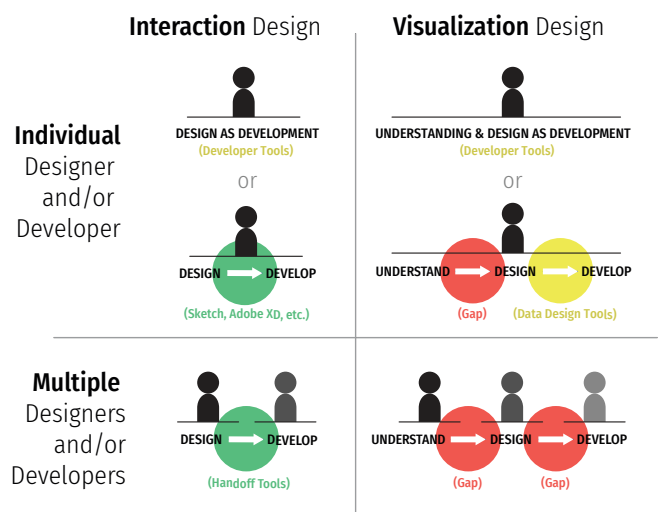 Interaction Design
Visualization Design
Individual
Designer
and/or
Developer
DESIGN AS DEVELOPMENT
(Developer Tools)
or
DESIGN DEVELOP
(Sketch, Adobe XD, etc.)
UNDERSTANDING & DESIGN AS DEVELOPMENT
(Developer Tools)
or
UNDERSTAND DESIGN DEVELOP
(Gap) (Data Design Tools)
Multiple
Designers
and/or
Developers
DESIGN DEVELOP
(Handoff Tools)
UNDERSTAND DESIGN DEVELOP
(Gap) (Gap)